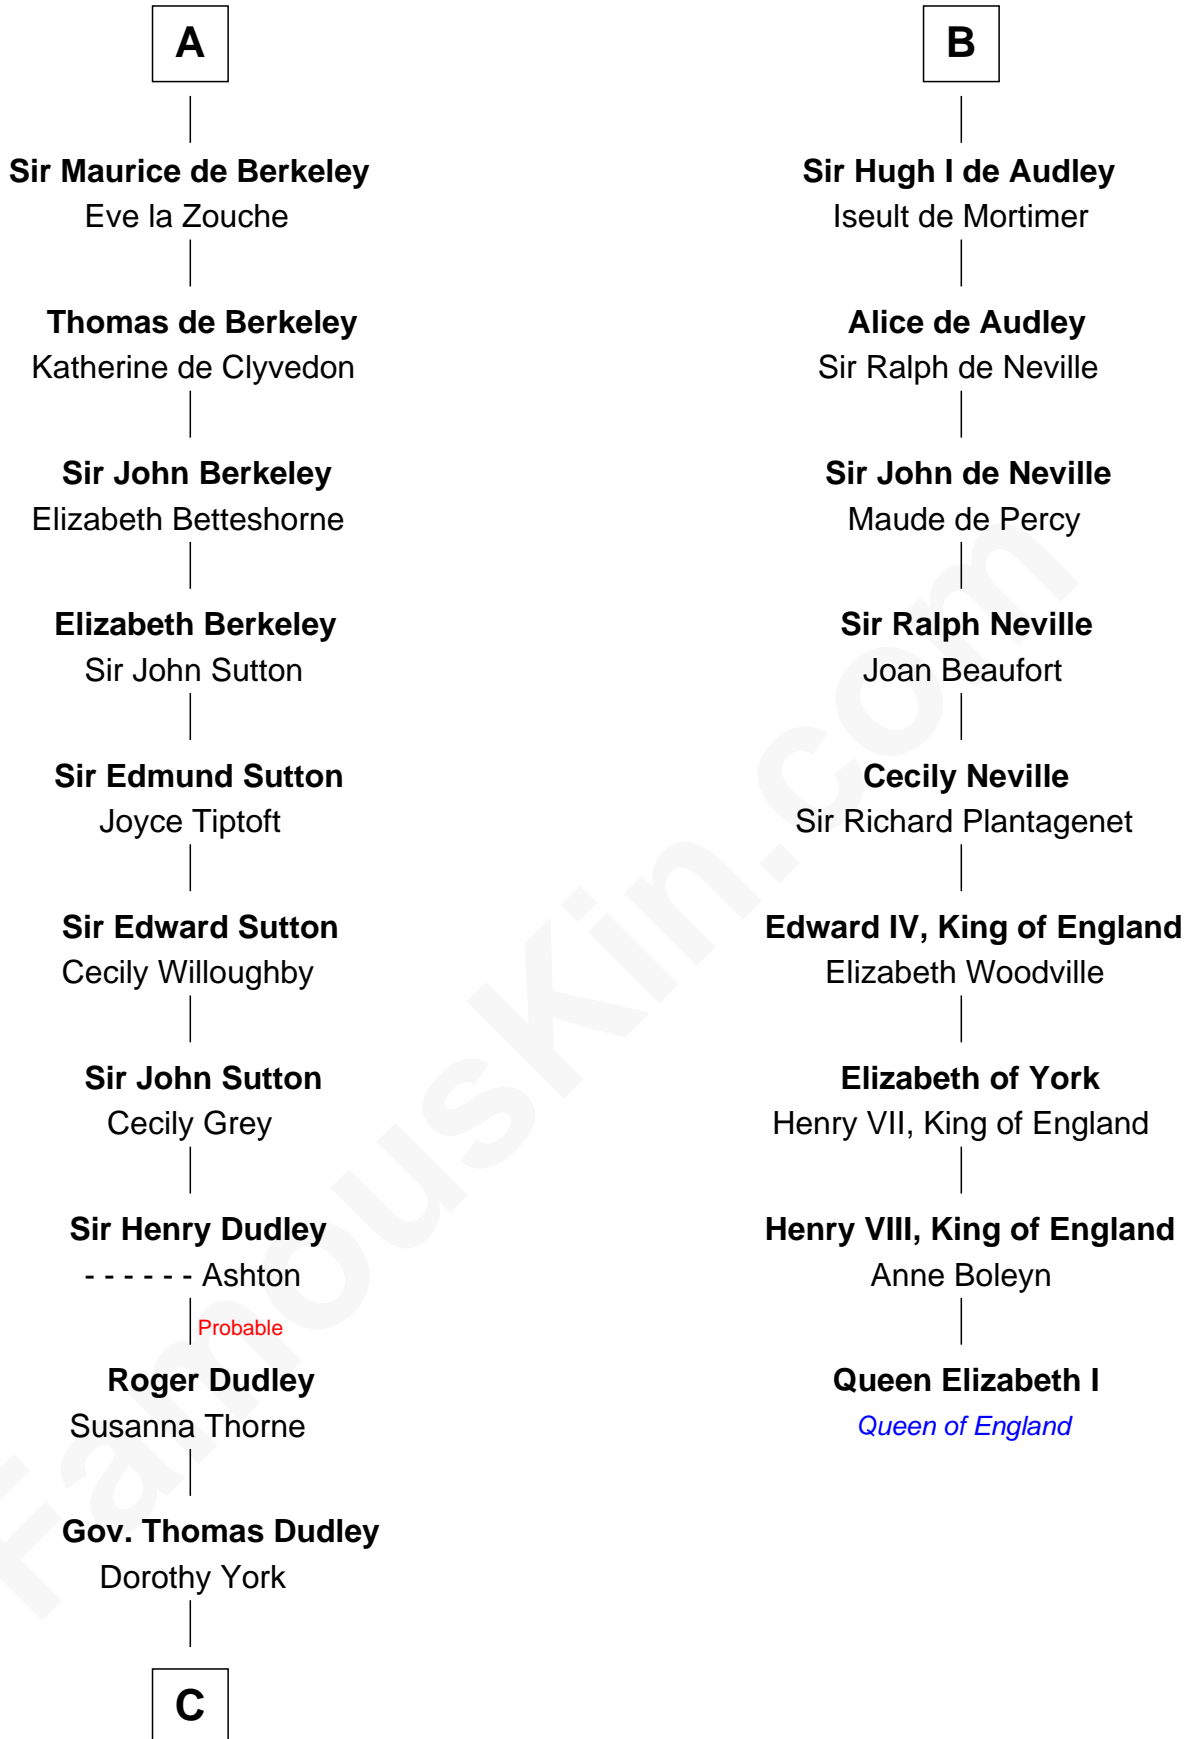 A
Sir Maurice de Berkeley
Eve la Zouche
Thomas de Berkeley
Katherine de Clyvedon
Sir John Berkeley
Elizabeth Betteshorne
Elizabeth Berkeley
Sir John Sutton
Sir Edmund Sutton
Joyce Tiptoft
Sir Edward Sutton
Cecily Willoughby
Sir John Sutton
Cecily Grey
Sir Henry Dudley
- - - - - - Ashton
Probable
Roger Dudley
Susanna Thorne
Gov. Thomas Dudley
Dorothy York
C
B
Sir Hugh I de Audley
Iseult de Mortimer
Alice de Audley
Sir Ralph de Neville
Sir John de Neville
Maude de Percy
Sir Ralph Neville
Joan Beaufort
Cecily Neville
Sir Richard Plantagenet
Edward IV, King of England
Elizabeth Woodville
Elizabeth of York
Henry VII, King of England
Henry VIII, King of England
Anne Boleyn
Queen Elizabeth I
Queen of England
FamousKin.com